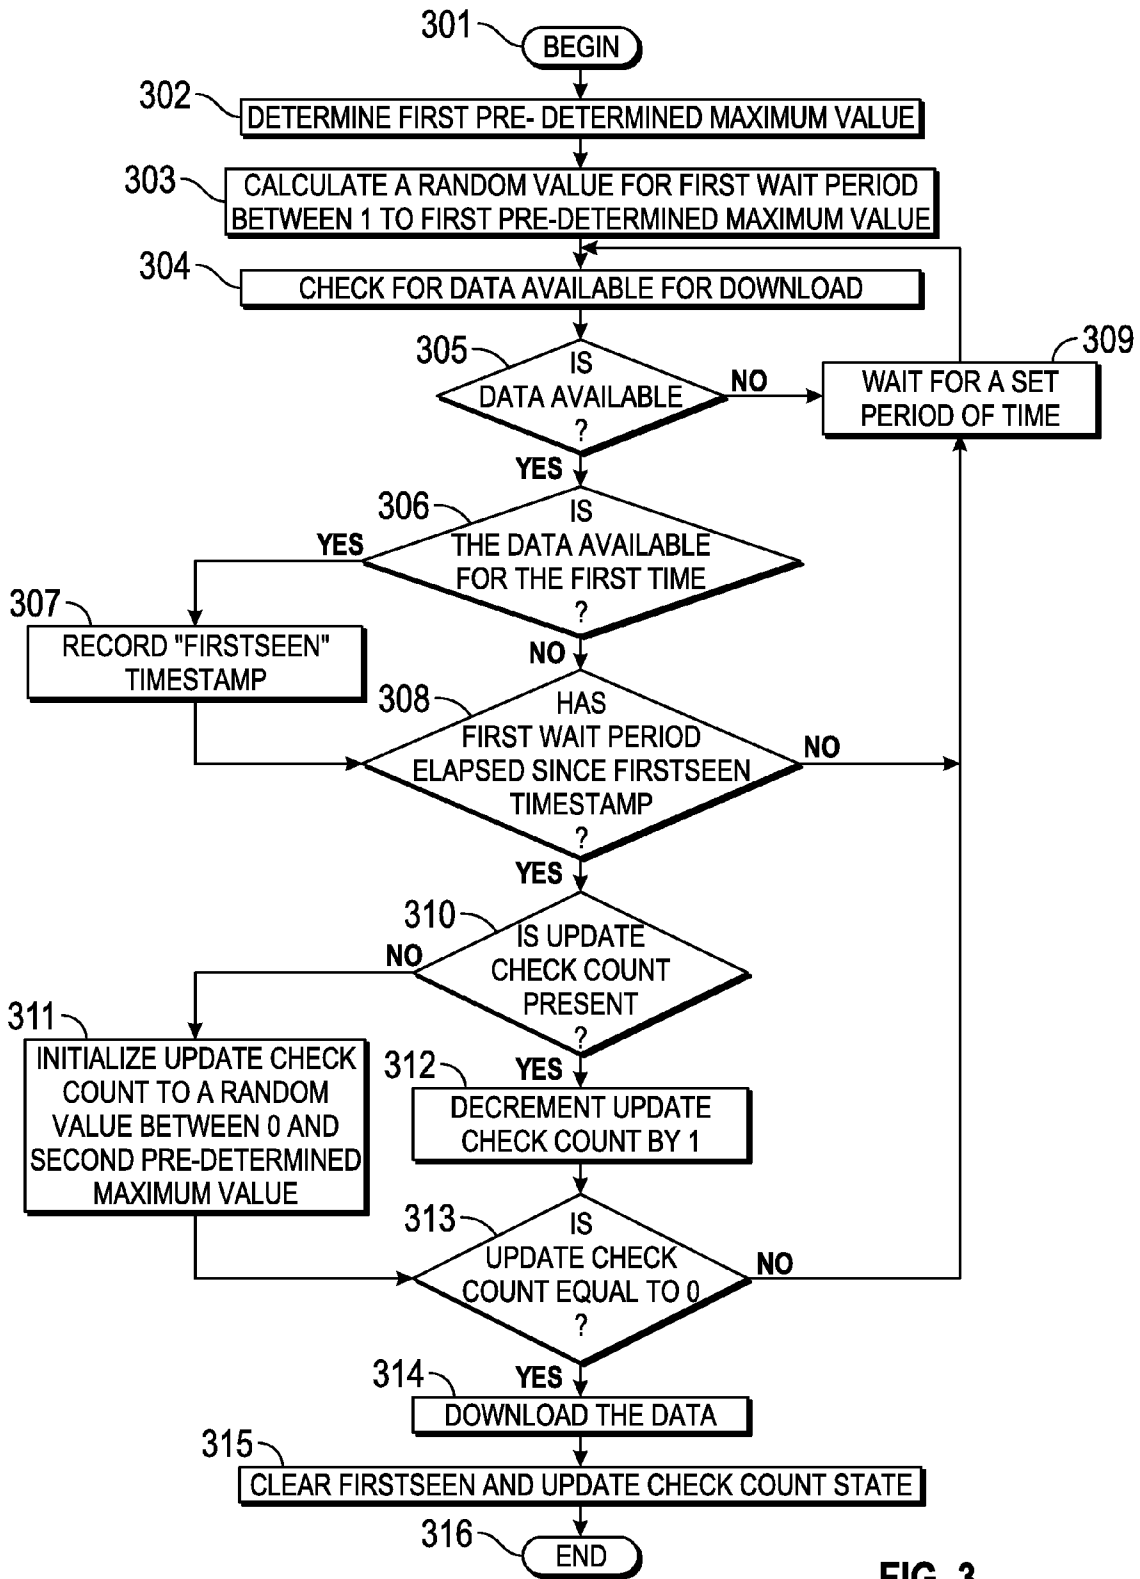 301
BEGIN
302
DETERMINE FIRST PRE- DETERMINED MAXIMUM VALUE
303
CALCULATE A RANDOM VALUE FOR FIRST WAIT PERIOD
BETWEEN 1 TO FIRST PRE-DETERMINED MAXIMUM VALUE
304
CHECK FOR DATA AVAILABLE FOR DOWNLOAD
305
IS
DATA AVAILABLE
?
NO
309
WAIT FOR A SET
PERIOD OF TIME
YES
306
IS
THE DATA AVAILABLE
FOR THE FIRST TIME
?
YES
307
RECORD "FIRSTSEEN"
TIMESTAMP
NO
308
HAS
FIRST WAIT PERIOD
ELAPSED SINCE FIRSTSEEN
TIMESTAMP
?
NO
YES
310
IS UPDATE
CHECK COUNT
PRESENT
?
NO
311
INITIALIZE UPDATE CHECK
COUNT TO A RANDOM
VALUE BETWEEN 0 AND
SECOND PRE-DETERMINED
MAXIMUM VALUE
YES
312
DECREMENT UPDATE
CHECK COUNT BY 1
313
IS
UPDATE CHECK
COUNT EQUAL TO 0
?
NO
YES
314
DOWNLOAD THE DATA
315
CLEAR FIRSTSEEN AND UPDATE CHECK COUNT STATE
316
END
FIG. 3